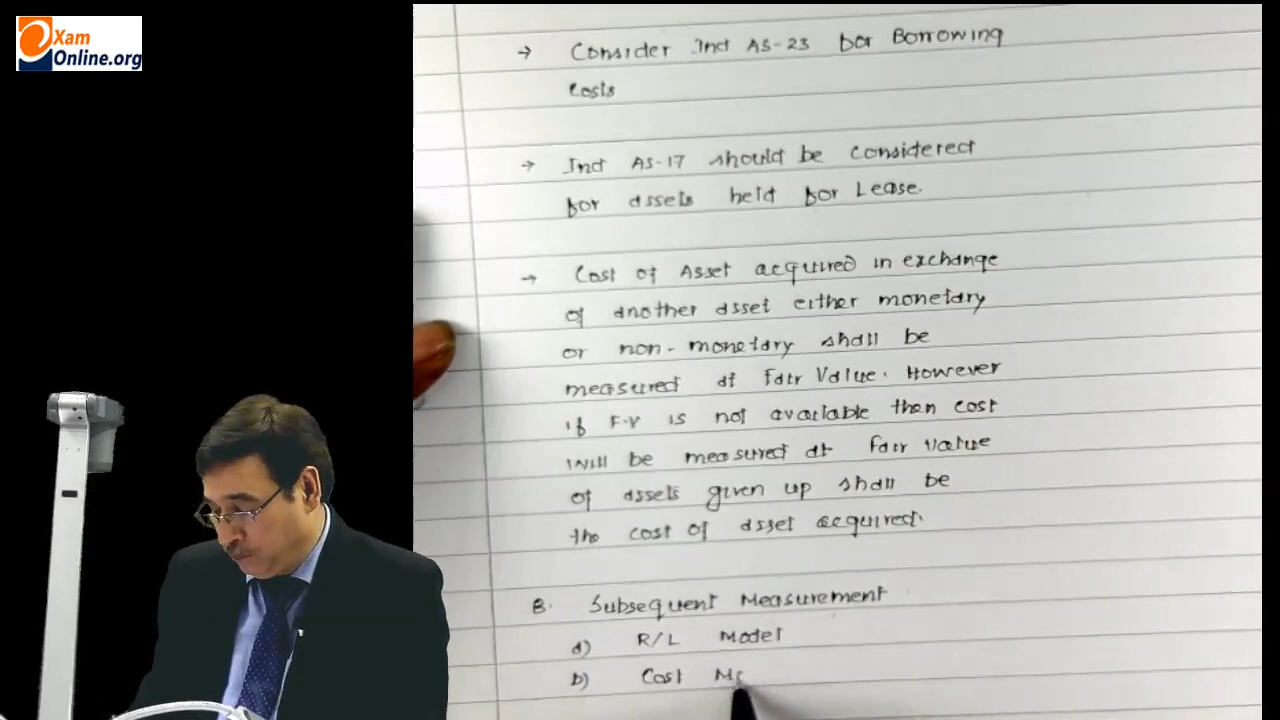 Xam
Online.org
→ Consider Ind AS-23 for Borrowing
Costs
→ Ind AS-17 should be considered
for assets held for Lease.
→ Cost of Asset acquired in exchange
of another asset either monetary
or non-monetary shall be
measured at Fair Value. However
if F.V is not available then cost
will be measured at fair value
of assets given up shall be
the cost of asset acquired.
B. Subsequent Measurement
a) R/L Model
b) Cost Mo